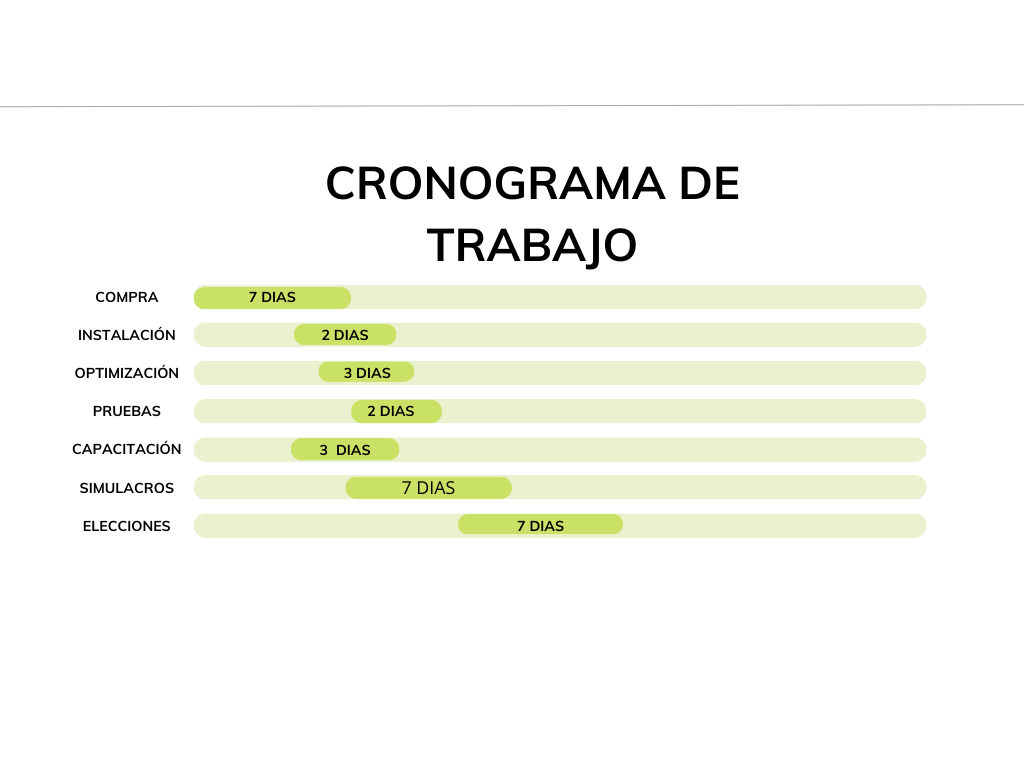 CRONOGRAMA DE
TRABAJO
COMPRA 7 DIAS
INSTALACIÓN 2 DIAS
OPTIMIZACIÓN 3 DIAS
PRUEBAS 2 DIAS
CAPACITACIÓN 3  DIAS
SIMULACROS 7 DIAS
ELECCIONES 7 DIAS